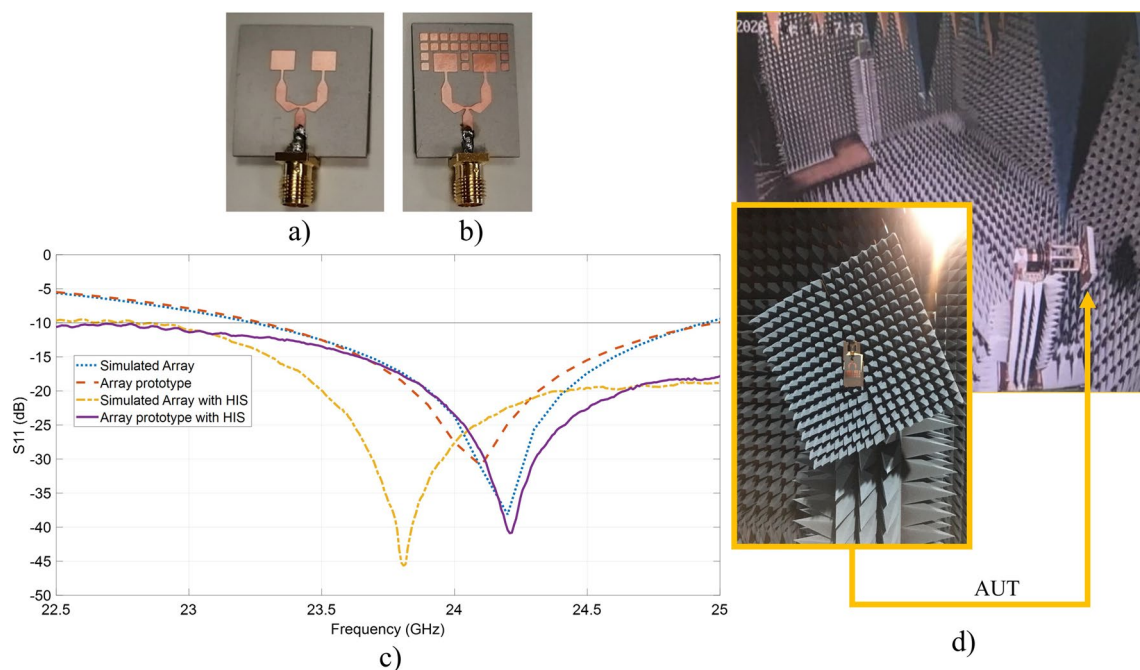 a)
b)
0
-5
-10
-15
-20
-25
-30
-35
-40
-45
-50
S11 (dB)
Simulated Array
Array prototype
Simulated Array with HIS
Array prototype with HIS
22.5
23
23.5
24
24.5
25
Frequency (GHz)
c)
AUT
d)